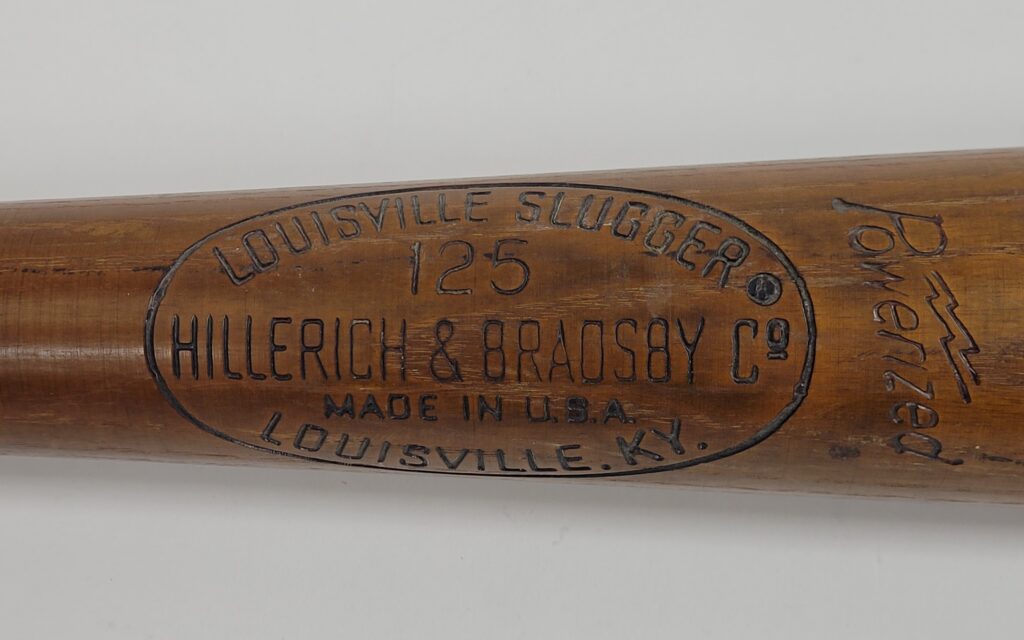 LOUISVILLE SLUGGER
125
HILLERICH & BRADSBY Cº
MADE IN U.S.A.
LOUISVILLE. KY.
Powerized